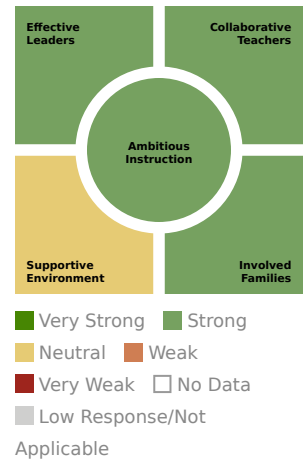 Effective
Leaders
Collaborative
Teachers
Ambitious
Instruction
Supportive
Environment
Involved
Families
Very Strong
Strong
Neutral
Weak
Very Weak
No Data
Low Response/Not
Applicable